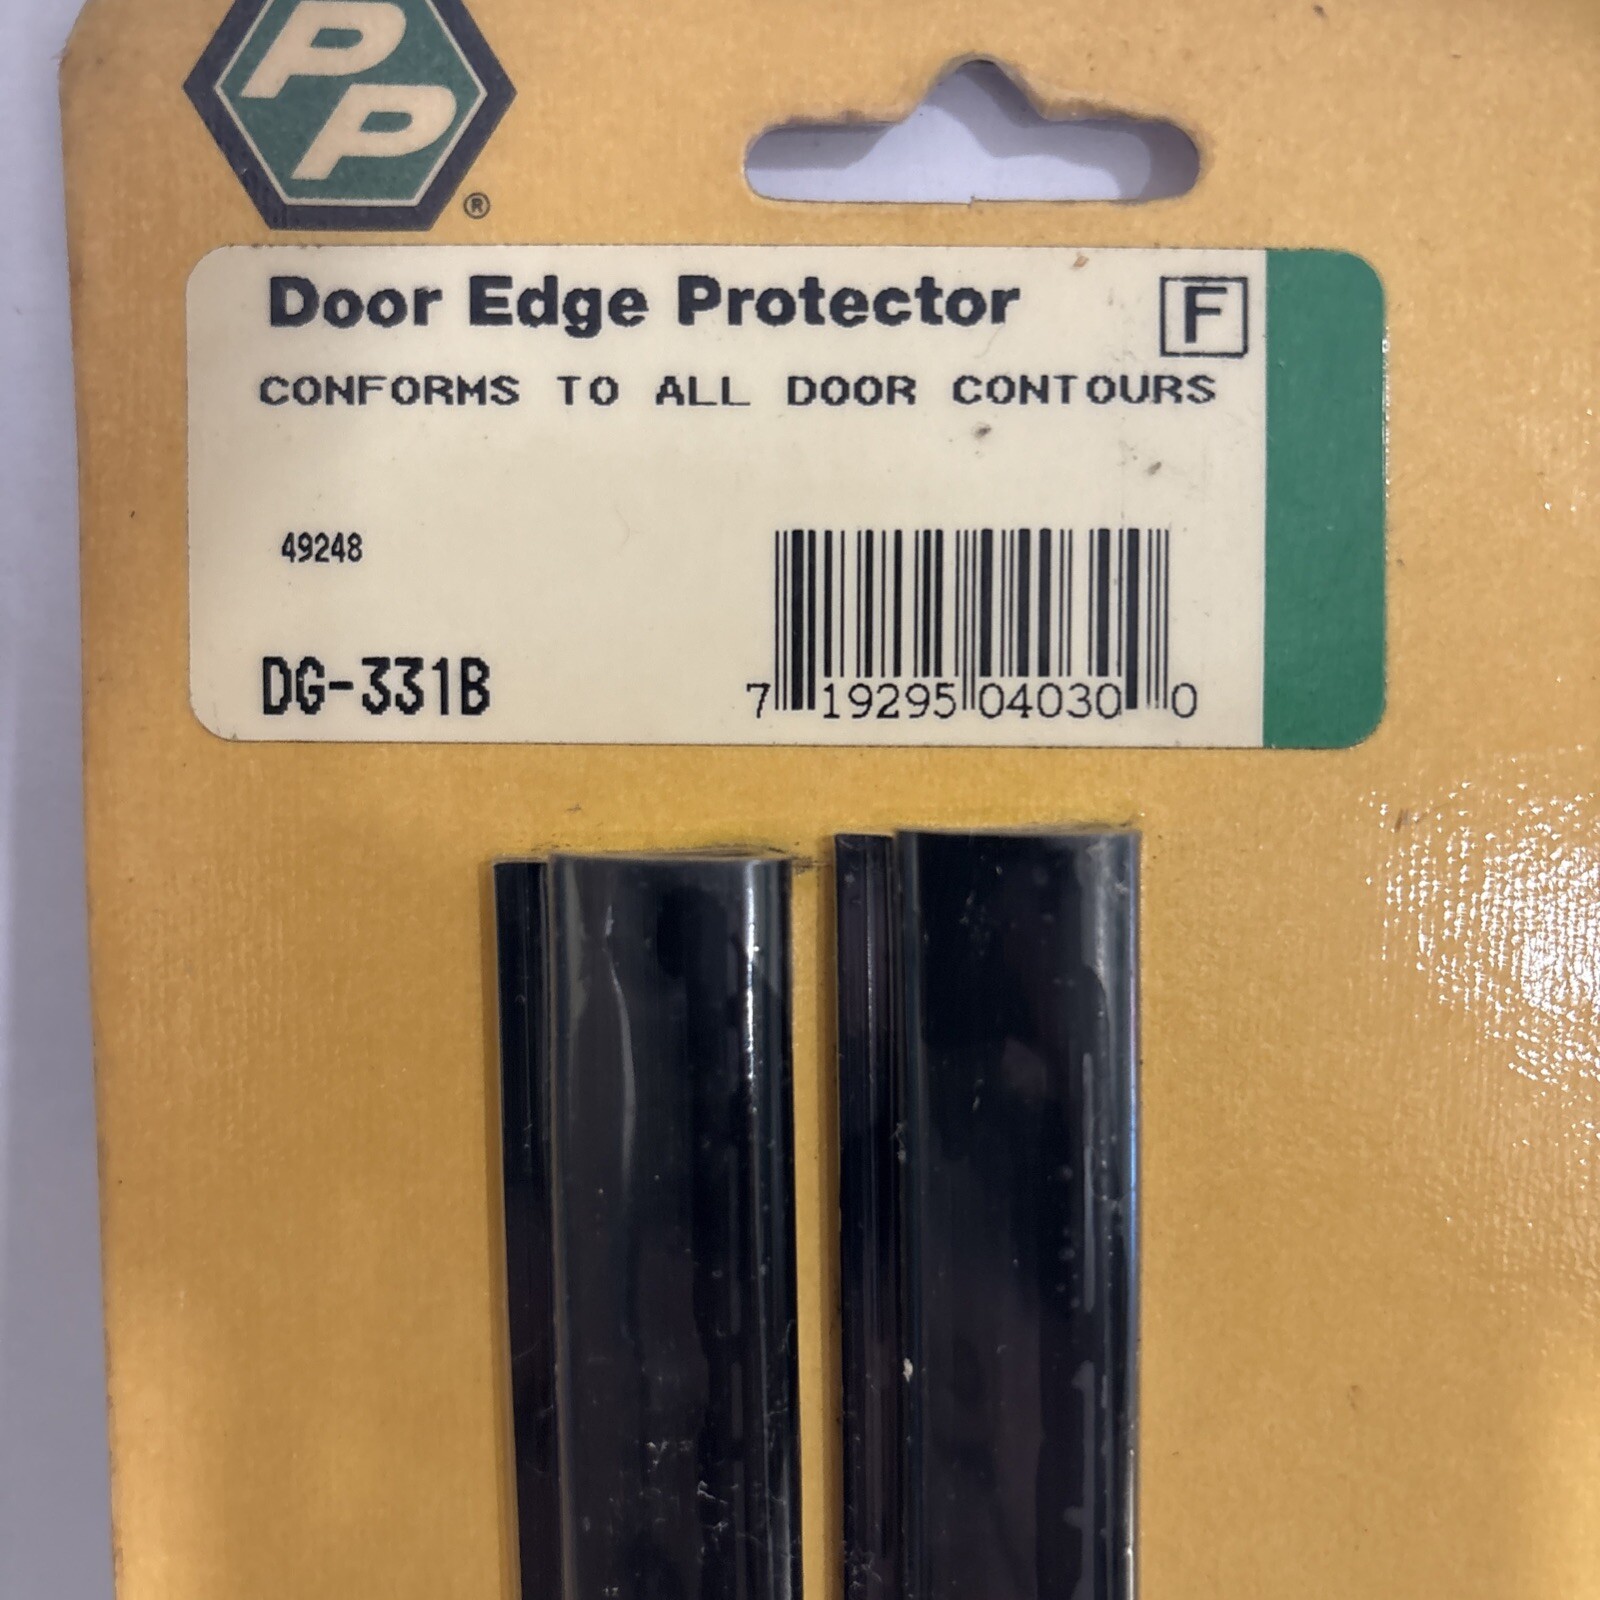 PP
®
Door Edge Protector
F
CONFORMS TO ALL DOOR CONTOURS
49248
DG-331B
7 19295 04030 0